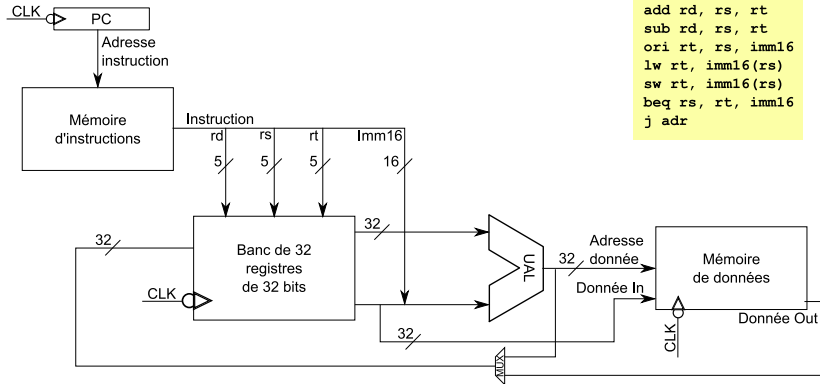 CLK
PC
Adresse
instruction
Mémoire
d'instructions
Instruction
rd
rs
rt
Imm16
5
5
5
16
add rd, rs, rt
sub rd, rs, rt
ori rt, rs, imm16
lw rt, imm16(rs)
sw rt, imm16(rs)
beq rs, rt, imm16
j adr
32
Banc de 32
registres
de 32 bits
CLK
32
32
UAL
32
Adresse
donnée
Donnée In
Mémoire
de données
CLK
Donnée Out
MUX